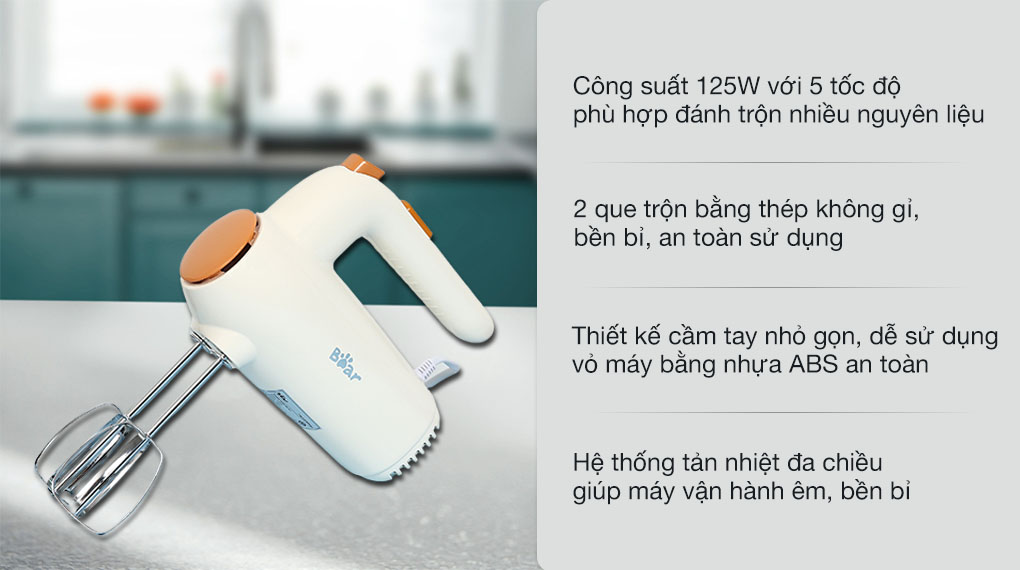 Bear
Công suất 125W với 5 tốc độ
phù hợp đánh trộn nhiều nguyên liệu
2 que trộn bằng thép không gỉ,
bền bỉ, an toàn sử dụng
Thiết kế cầm tay nhỏ gọn, dễ sử dụng
vỏ máy bằng nhựa ABS an toàn
Hệ thống tản nhiệt đa chiều
giúp máy vận hành êm, bền bỉ